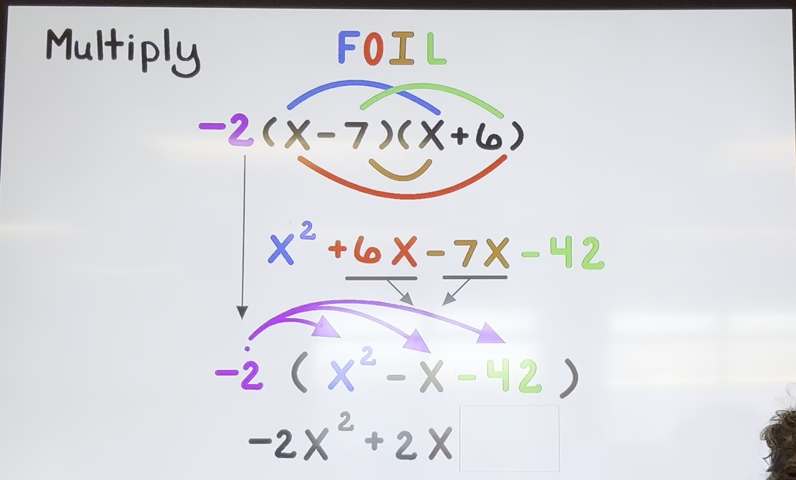 Multiply
FOIL
-2(x-7)(x+6)
x² +6x -7x -42
-2 ( x² - x -42 )
-2x² + 2x